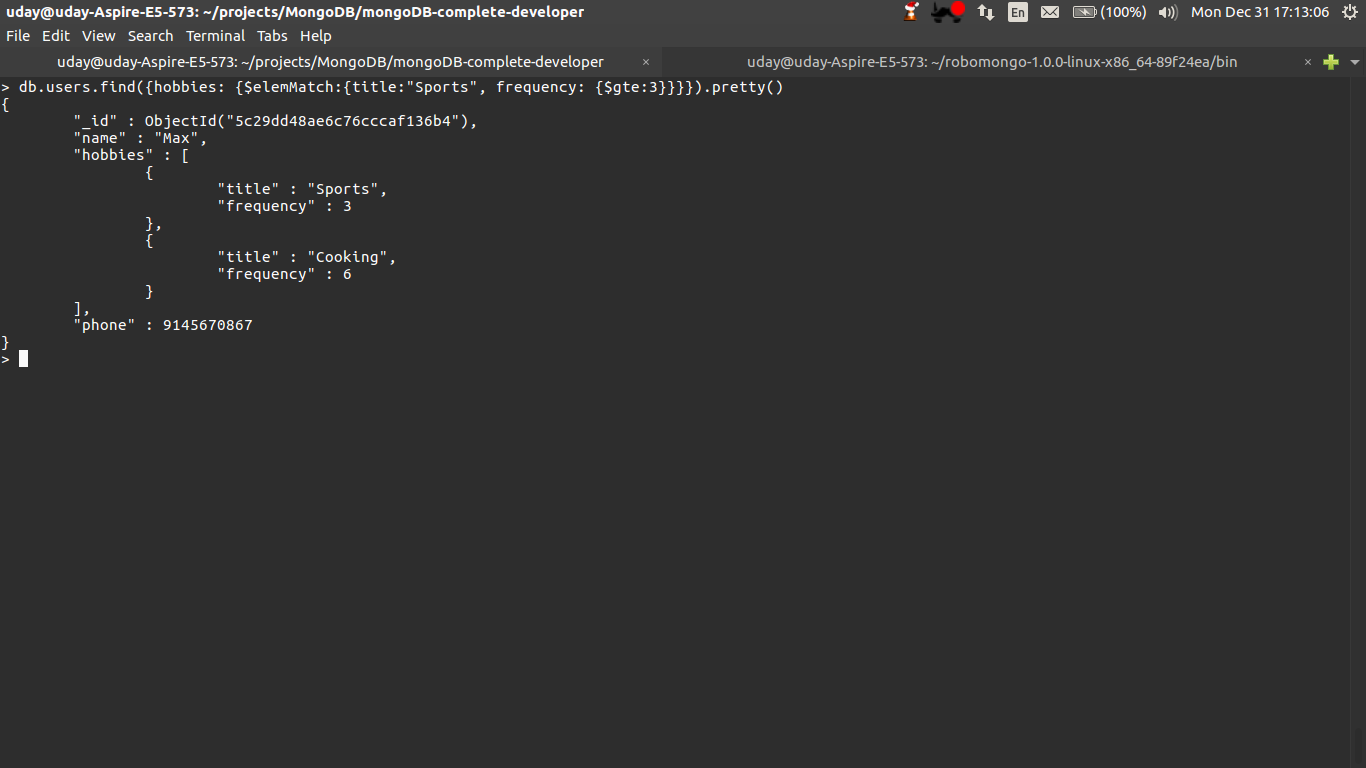 uday@uday-Aspire-E5-573: ~/projects/MongoDB/mongoDB-complete-developer En (100%) Mon Dec 31 17:13:06
File Edit View Search Terminal Tabs Help
uday@uday-Aspire-E5-573: ~/projects/MongoDB/mongoDB-complete-developer × uday@uday-Aspire-E5-573: ~/robomongo-1.0.0-linux-x86_64-89f24ea/bin ×
> db.users.find({hobbies: {$elemMatch:{title:"Sports", frequency: {$gte:3}}}}).pretty()
{
        "_id" : ObjectId("5c29dd48ae6c76cccaf136b4"),
        "name" : "Max",
        "hobbies" : [
                {
                        "title" : "Sports",
                        "frequency" : 3
                },
                {
                        "title" : "Cooking",
                        "frequency" : 6
                }
        ],
        "phone" : 9145670867
}
>